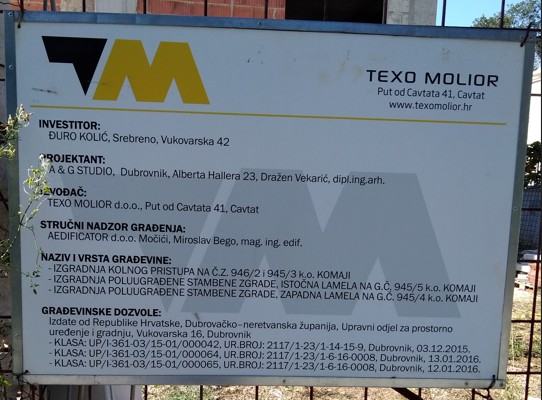 TM
TEXO MOLIOR
Put od Cavtata 41, Cavtat
www.texomolior.hr
INVESTITOR:
ĐURO KOLIĆ, Srebreno, Vukovarska 42
PROJEKTANT:
A & G STUDIO, Dubrovnik, Alberta Hallera 23, Dražen Vekarić, dipl.ing.arh.
IZVOĐAČ:
TEXO MOLIOR d.o.o., Put od Cavtata 41, Cavtat
STRUČNI NADZOR GRAĐENJA:
AEDIFICATOR d.o.o. Močići, Miroslav Bego, mag. ing. edif.
NAZIV I VRSTA GRAĐEVINE:
- IZGRADNJA KOLNOG PRISTUPA NA Č.Z. 946/2 i 945/3 k.o. KOMAJI
- IZGRADNJA POLUUGRAĐENE STAMBENE ZGRADE, ISTOČNA LAMELA NA G.Č. 945/5 k.o. KOMAJI
- IZGRADNJA POLUUGRAĐENE STAMBENE ZGRADE, ZAPADNA LAMELA NA G.Č. 945/4 k.o. KOMAJI
GRAĐEVINSKE DOZVOLE:
Izdate od Republike Hrvatske, Dubrovačko-neretvanska županija, Upravni odjel za prostorno
uređenje i gradnju, Vukovarska 16, Dubrovnik
- KLASA: UP/I-361-03/15-01/000042, UR.BROJ: 2117/1-23/1-14-15-9, Dubrovnik, 03.12.2015.
- KLASA: UP/I-361-03/15-01/000064, UR.BROJ: 2117/1-23/1-6-16-0008, Dubrovnik, 13.01.2016.
- KLASA: UP/I-361-03/15-01/000065, UR.BROJ: 2117/1-23/1-6-16-0008, Dubrovnik, 12.01.2016.